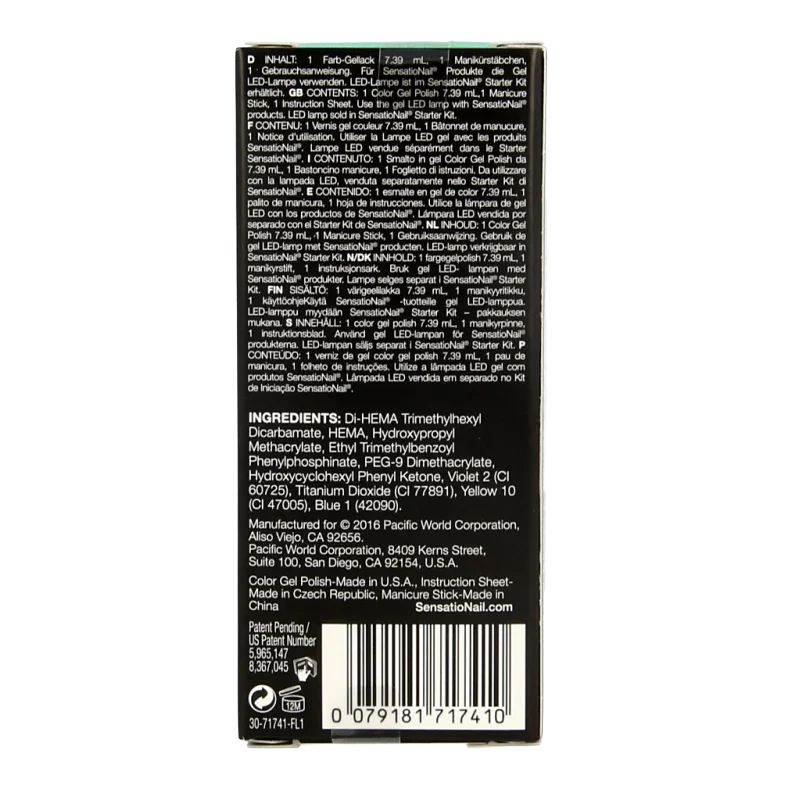 D INHALT: 1 Farb-Gellack 7.39 mL, 1 Manikürstäbchen,
1 Gebrauchsanweisung. Für SensatioNail® Produkte die Gel
LED-Lampe verwenden. LED-Lampe ist im SensatioNail® Starter Kit
erhältlich. GB CONTENTS: 1 Color Gel Polish 7.39 mL,1 Manicure
Stick, 1 Instruction Sheet. Use the gel LED lamp with SensatioNail®
products. LED lamp sold in SensatioNail® Starter Kit.
F CONTENU: 1 Vernis gel couleur 7.39 mL, 1 Bâtonnet de manucure,
1 Notice d'utilisation. Utiliser la Lampe LED gel avec les produits
SensatioNail®. Lampe LED vendue séparément dans le Starter
SensatioNail®. I CONTENUTO: 1 Smalto in gel Color Gel Polish da
7.39 mL, 1 Bastoncino manicure, 1 Foglietto di istruzioni. Da utilizzare
con la lampada LED, venduta separatamente nello Starter Kit di
SensatioNail®. E CONTENIDO: 1 esmalte en gel de color 7.39 mL, 1
palito de manicura, 1 hoja de instrucciones. Utilice la lámpara de gel
LED con los productos de SensatioNail®. Lámpara LED vendida por
separado con el Starter Kit de SensatioNail®. NL INHOUD: 1 Color Gel
Polish 7.39 mL, 1 Manicure Stick, 1 Gebruiksaanwijzing. Gebruik de
gel LED-lamp met SensatioNail® producten. LED-lamp verkrijgbaar in
Starter Kit. N/DK INNHOLD: 1 fargegelpolish 7.39 mL, 1
manikyrstift, 1 instruksjonsark. Bruk gel LED- lampen med
SensatioNail® produkter. Lampe selges separat i SensatioNail® Starter
Kit. FIN SISÄLTÖ: 1 värigeelilakka 7.39 mL, 1 manikyyritikku,
1 käyttöohjeKäytä SensatioNail® -tuotteille gel LED-lamppua.
LED-lamppu myydään SensatioNail® Starter Kit – pakkauksen
mukana. S INNEHÅLL: 1 color gel polish 7.39 mL, 1 manikyrpinne,
1 instruktionsblad. Använd gel LED-lampan för SensatioNail®
produkterna. LED-lampan säljs separat i SensatioNail® Starter Kit. P
CONTEÚDO: 1 verniz de gel color gel polish 7.39 mL, 1 pau de
manicura, 1 folheto de instruções. Utilize a lâmpada LED gel com
produtos SensatioNail®. Lâmpada LED vendida em separado no Kit
de Iniciação SensatioNail®.
INGREDIENTS: Di-HEMA Trimethylhexyl
Dicarbamate, HEMA, Hydroxypropyl
Methacrylate, Ethyl Trimethylbenzoyl
Phenylphosphinate, PEG-9 Dimethacrylate,
Hydroxycyclohexyl Phenyl Ketone, Violet 2 (CI
60725), Titanium Dioxide (CI 77891), Yellow 10
(CI 47005), Blue 1 (42090).
Manufactured for © 2016 Pacific World Corporation,
Aliso Viejo, CA 92656.
Pacific World Corporation, 8409 Kerns Street,
Suite 100, San Diego, CA 92154, U.S.A.
Color Gel Polish-Made in U.S.A., Instruction Sheet-
Made in Czech Republic, Manicure Stick-Made in
China SensatioNail.com
Patent Pending /
US Patent Number
5,965,147
8,367,045
12M
30-71741-FL1
0 079181 717410